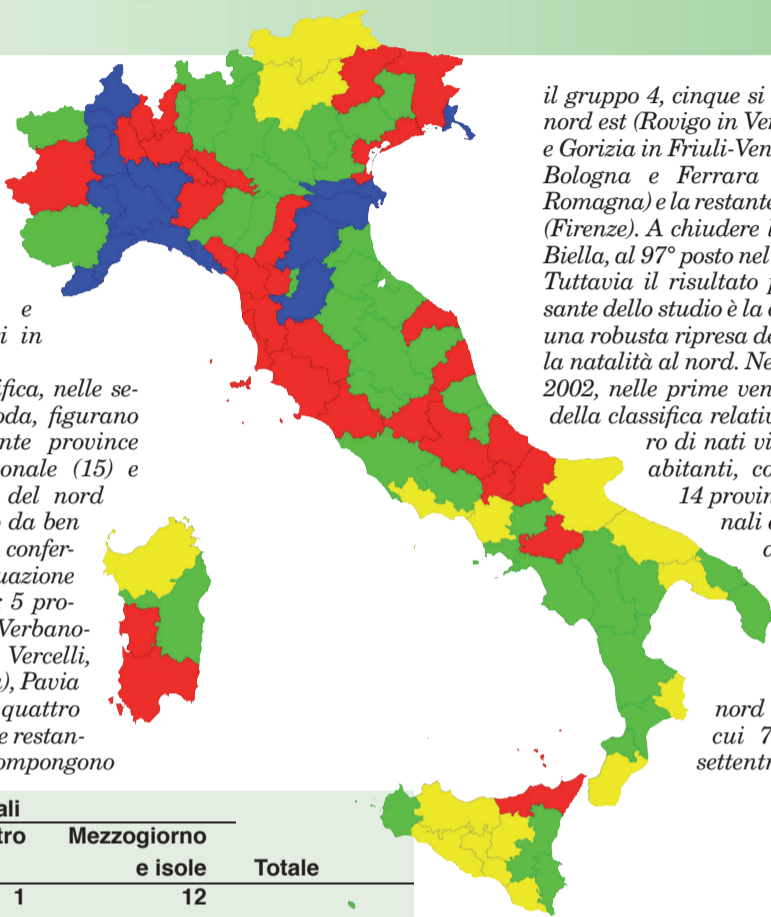 e
i in
ifica, nelle se-
oda, figurano
nte province
onale (15) e
del nord
da ben
confer-
uazione
5 pro-
Verbano-
Vercelli,
), Pavia
quattro
e restan-
ompongono
il gruppo 4, cinque si
nord est (Rovigo in Ver
e Gorizia in Friuli-Ven
Bologna e Ferrara
Romagna) e la restante
(Firenze). A chiudere l
Biella, al 97° posto nel
Tuttavia il risultato p
sante dello studio è la c
una robusta ripresa de
la natalità al nord. Ne
2002, nelle prime ven
della classifica relativ
ro di nati vi
abitanti, co
14 provin
nali e
c
nord
cui 7
settentr
ali
tro Mezzogiorno
e isole Totale
1 12